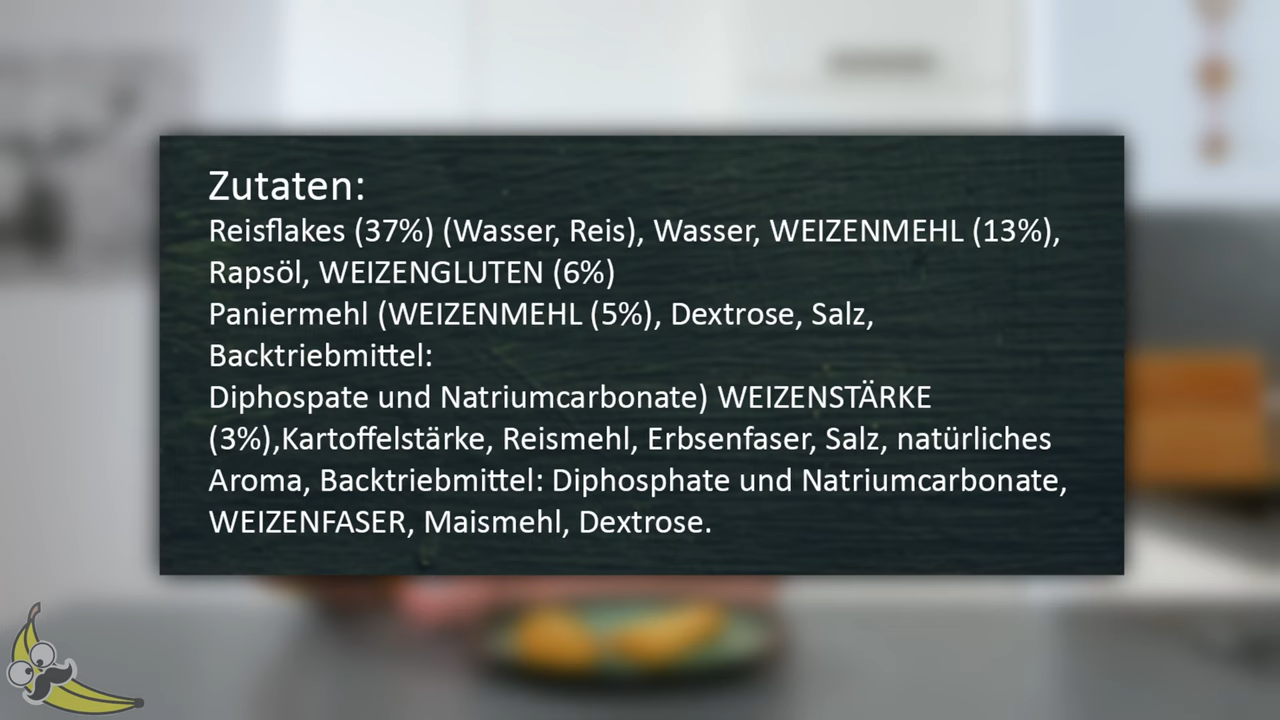 Zutaten:
Reisflakes (37%) (Wasser, Reis), Wasser, WEIZENMEHL (13%),
Rapsöl, WEIZENGLUTEN (6%)
Paniermehl (WEIZENMEHL (5%), Dextrose, Salz,
Backtriebmittel:
Diphospate und Natriumcarbonate) WEIZENSTÄRKE
(3%),Kartoffelstärke, Reismehl, Erbsenfaser, Salz, natürliches
Aroma, Backtriebmittel: Diphosphate und Natriumcarbonate,
WEIZENFASER, Maismehl, Dextrose.